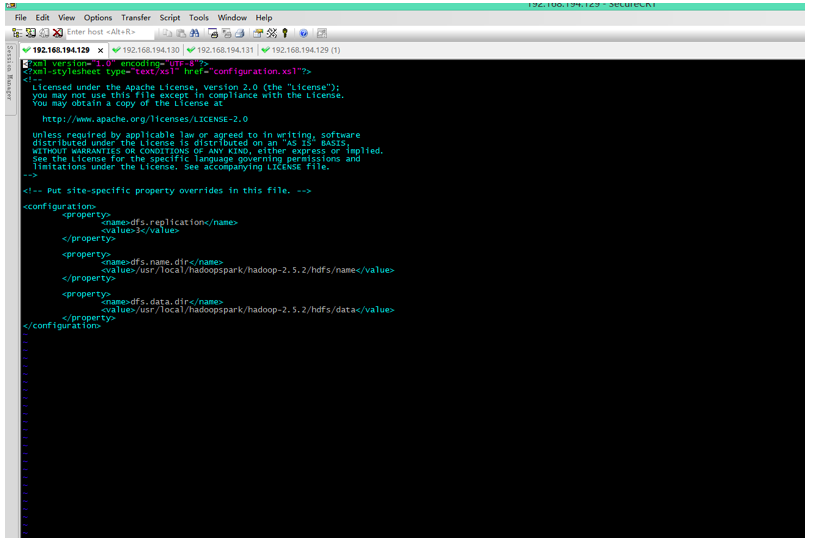 192.168.194.129 - SecureCRT
File Edit View Options Transfer Script Tools Window Help
Enter host <Alt+R>
192.168.194.129 x 192.168.194.130 192.168.194.131 192.168.194.129 (1)
Session Manager
<?xml version="1.0" encoding="UTF-8"?>
<?xml-stylesheet type="text/xsl" href="configuration.xsl"?>
<!--
Licensed under the Apache License, Version 2.0 (the "License");
you may not use this file except in compliance with the License.
You may obtain a copy of the License at
http://www.apache.org/licenses/LICENSE-2.0
Unless required by applicable law or agreed to in writing, software
distributed under the License is distributed on an "AS IS" BASIS,
WITHOUT WARRANTIES OR CONDITIONS OF ANY KIND, either express or implied.
See the License for the specific language governing permissions and
limitations under the License. See accompanying LICENSE file.
-->
<!-- Put site-specific property overrides in this file. -->
<configuration>
<property>
<name>dfs.replication</name>
<value>3</value>
</property>
<property>
<name>dfs.name.dir</name>
<value>/usr/local/hadoopspark/hadoop-2.5.2/hdfs/name</value>
</property>
<property>
<name>dfs.data.dir</name>
<value>/usr/local/hadoopspark/hadoop-2.5.2/hdfs/data</value>
</property>
</configuration>